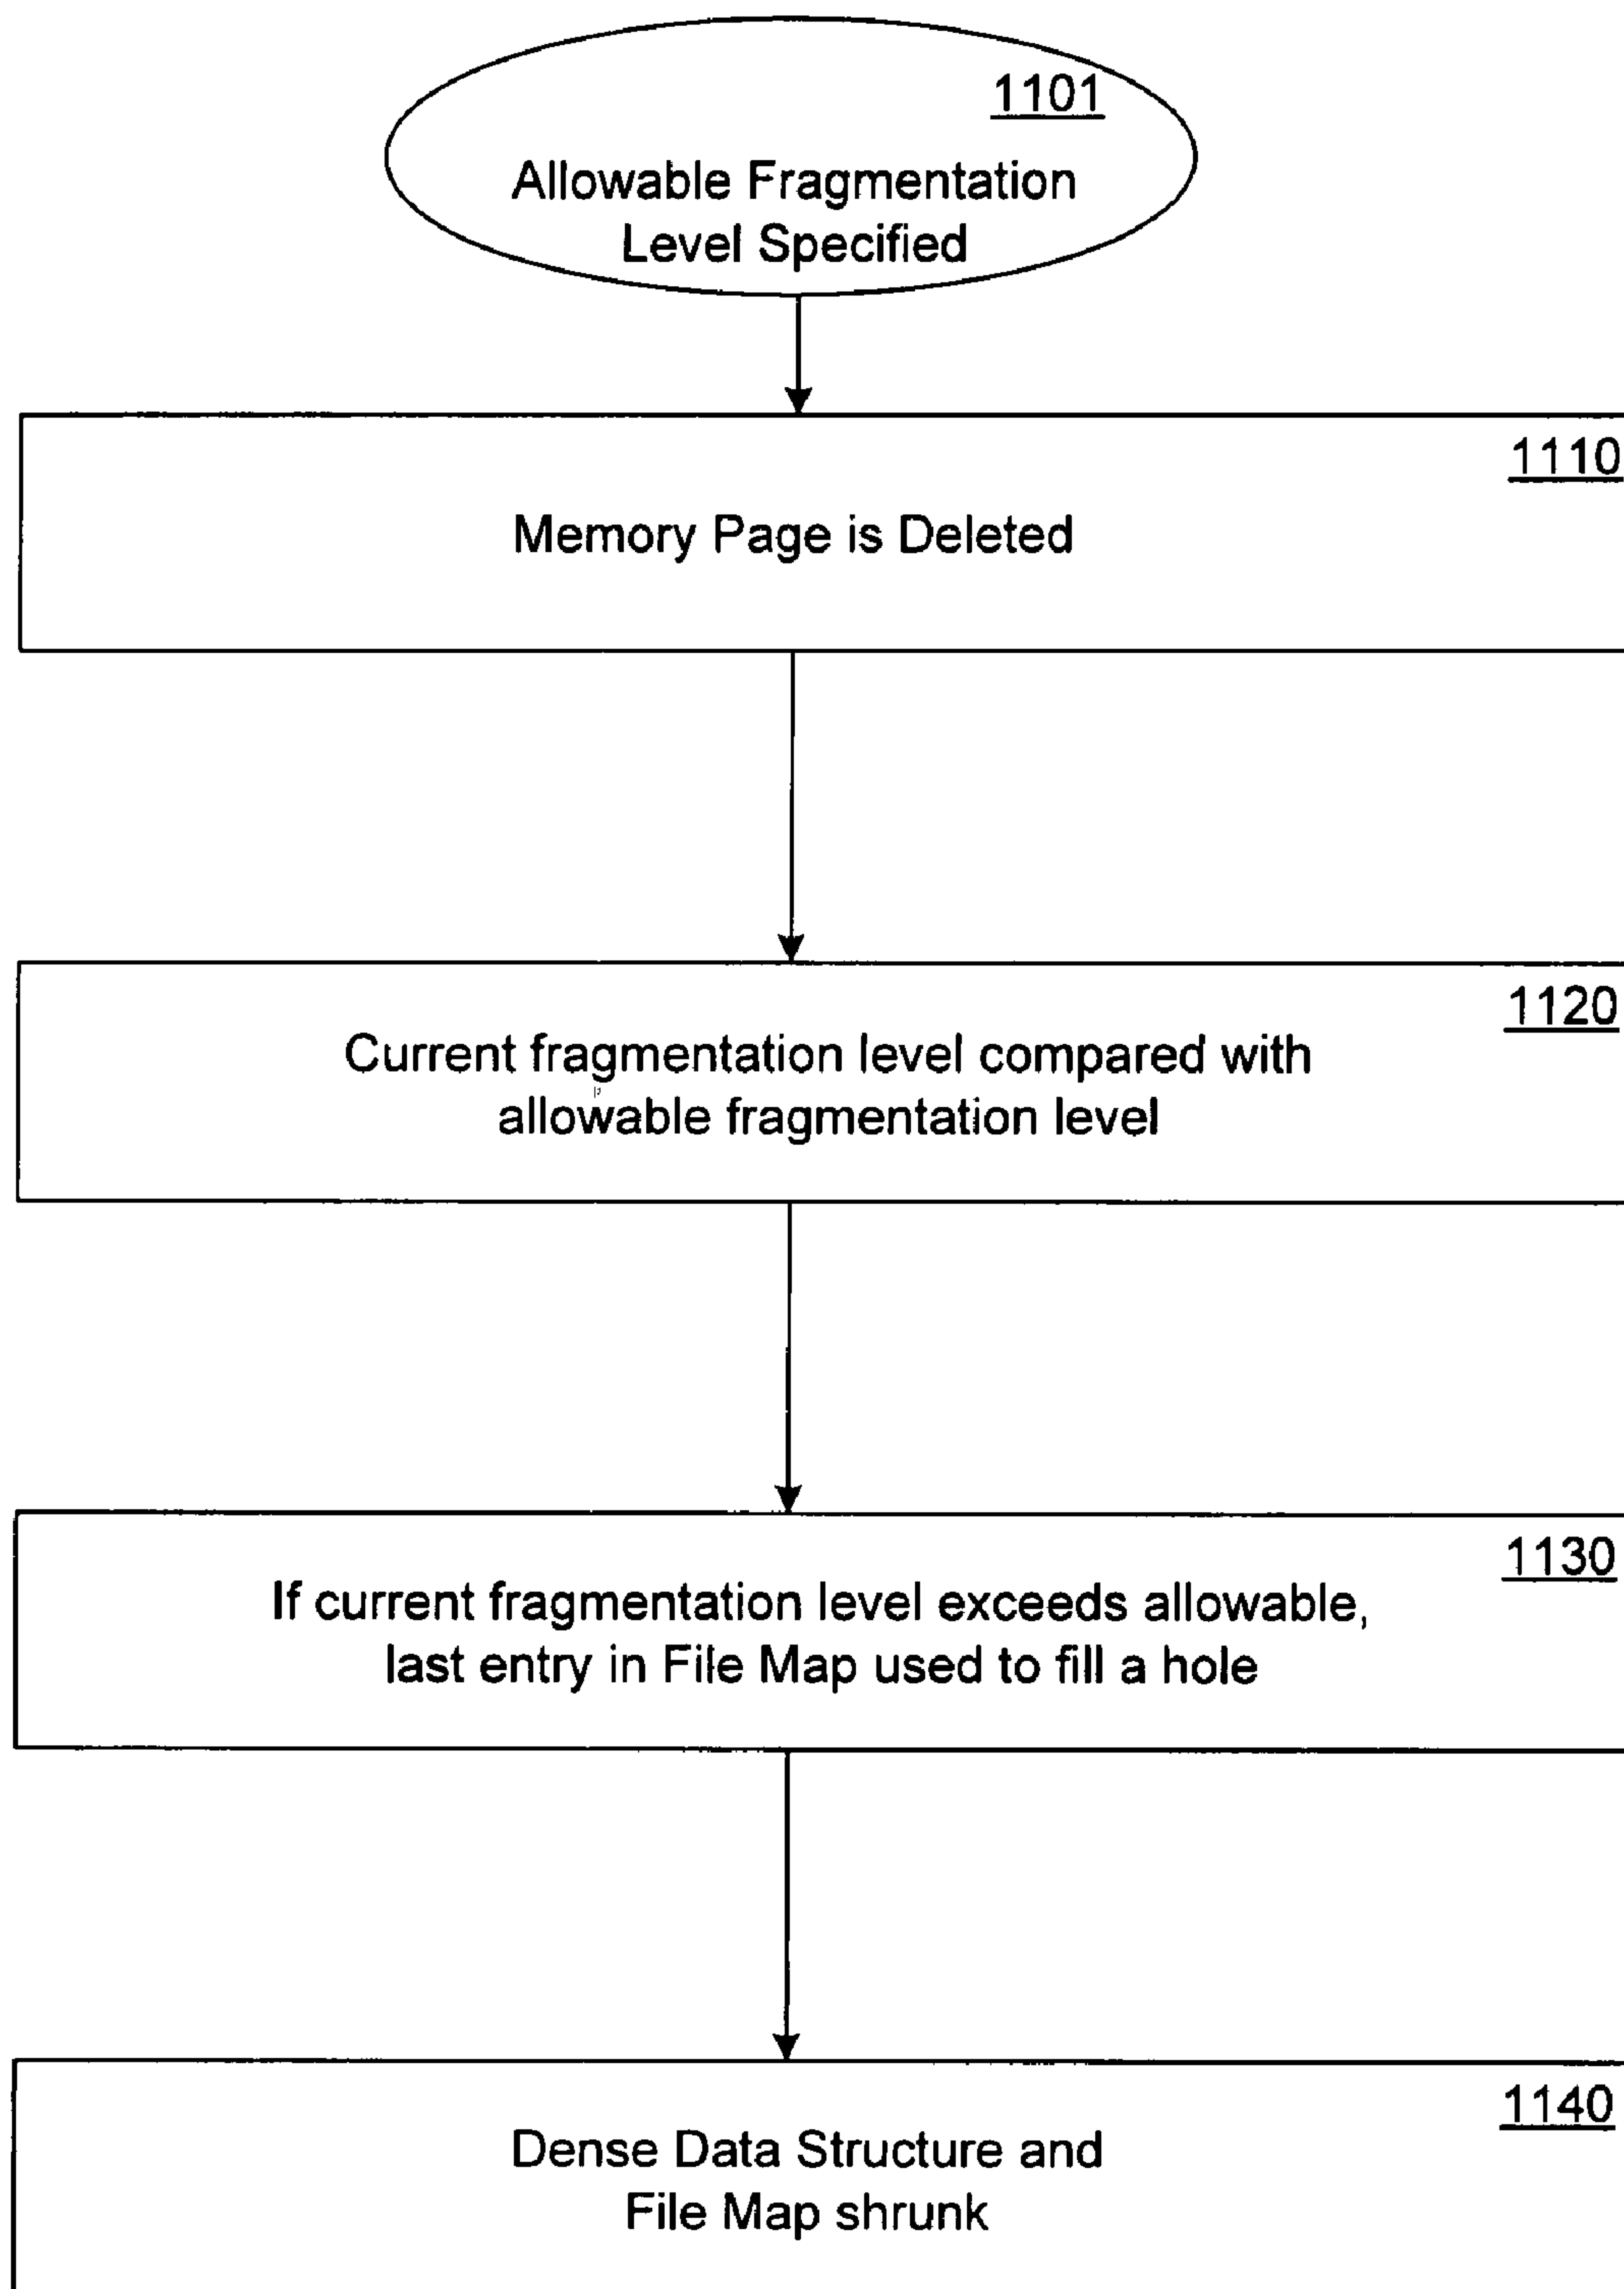 1101
Allowable Fragmentation
Level Specified
1110
Memory Page is Deleted
1120
Current fragmentation level compared with
allowable fragmentation level
1130
If current fragmentation level exceeds allowable,
last entry in File Map used to fill a hole
1140
Dense Data Structure and
File Map shrunk